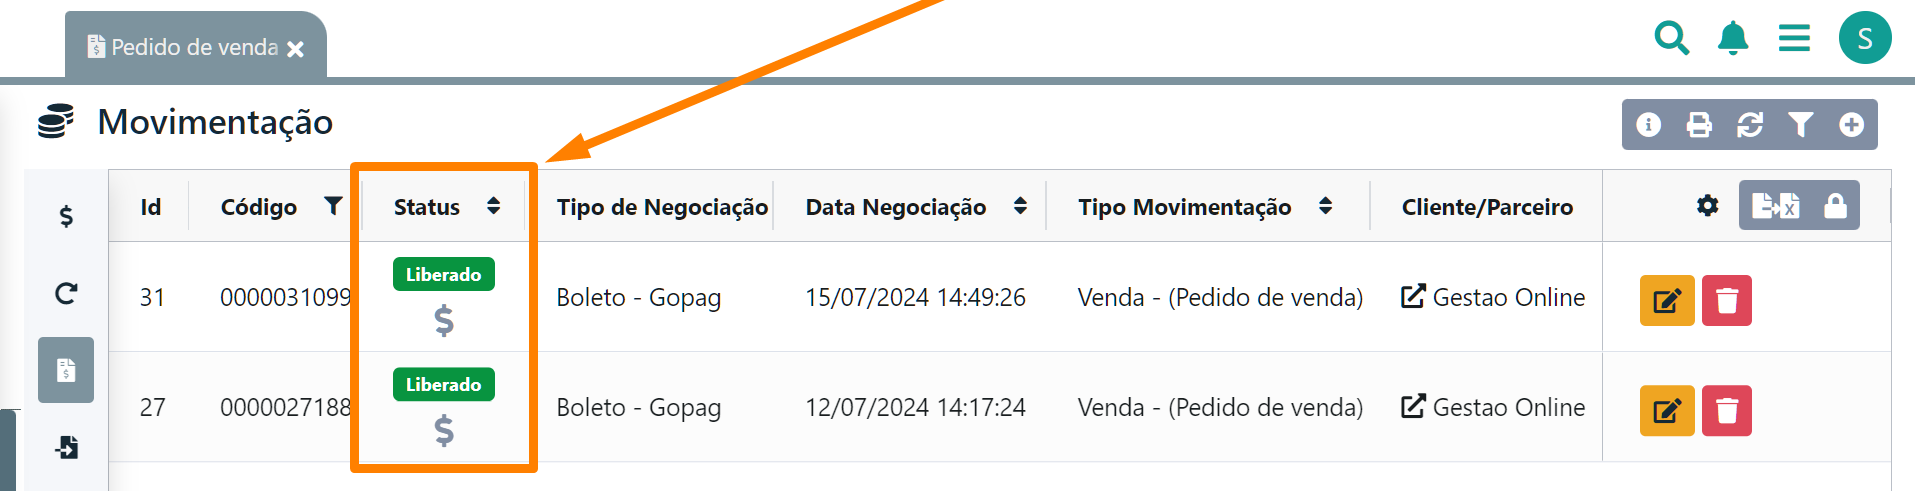 Pedido de venda
S
Movimentação
Id Código Status Tipo de Negociação Data Negociação Tipo Movimentação Cliente/Parceiro
31 0000031099 Liberado Boleto - Gopag 15/07/2024 14:49:26 Venda - (Pedido de venda) Gestao Online
27 0000027188 Liberado Boleto - Gopag 12/07/2024 14:17:24 Venda - (Pedido de venda) Gestao Online